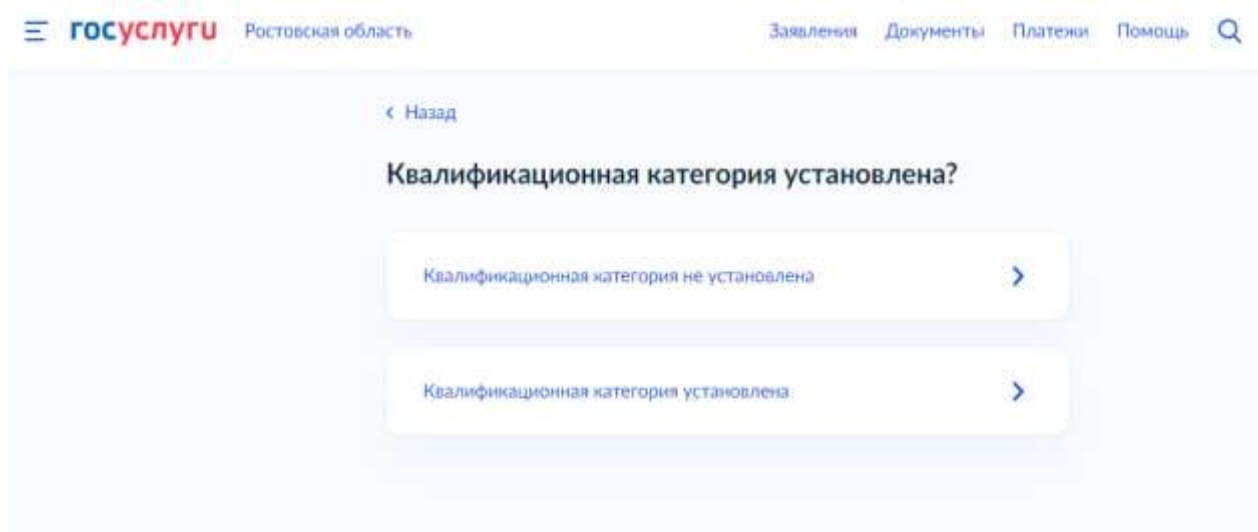 госуслуги Ростовская область Заявления Документы Платежи Помощь
Назад
Квалификационная категория установлена?
Квалификационная категория не установлена
Квалификационная категория установлена